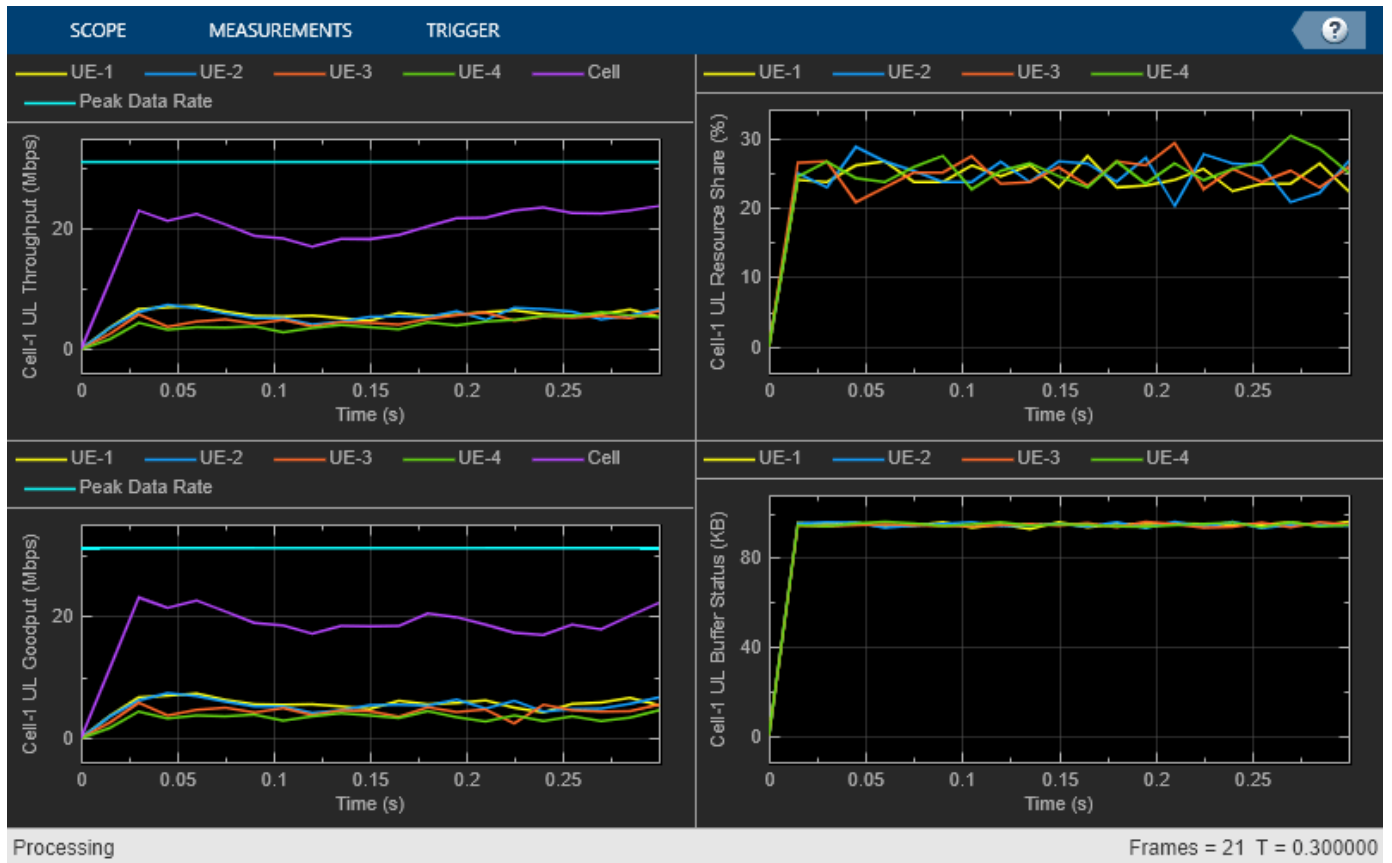 SCOPE MEASUREMENTS TRIGGER ?
UE-1 UE-2 UE-3 UE-4 Cell
Peak Data Rate
Cell-1 UL Throughput (Mbps)
20
0
0 0.05 0.1 0.15 0.2 0.25
Time (s)
UE-1 UE-2 UE-3 UE-4
Cell-1 UL Resource Share (%)
30
20
10
0
0 0.05 0.1 0.15 0.2 0.25
Time (s)
UE-1 UE-2 UE-3 UE-4 Cell
Peak Data Rate
Cell-1 UL Goodput (Mbps)
20
0
0 0.05 0.1 0.15 0.2 0.25
Time (s)
UE-1 UE-2 UE-3 UE-4
Cell-1 UL Buffer Status (KB)
80
40
0
0 0.05 0.1 0.15 0.2 0.25
Time (s)
Processing Frames = 21 T = 0.300000